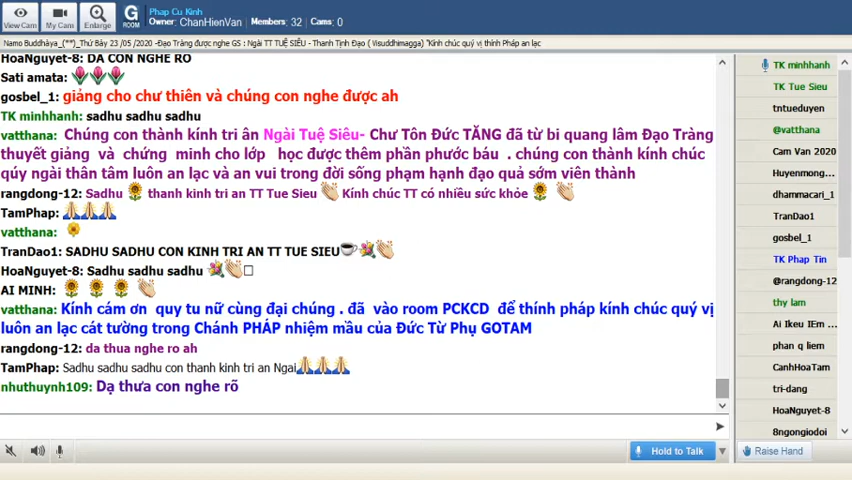 View Cam
My Cam
Enlarge
G
ROOM
Phap Cu Kinh
Owner: ChanHienVan Members: 32 Cams: 0
Namo Buddhàya_(**)_Thứ Bảy 23 /05 /2020 -Đạo Tràng được nghe GS : Ngài TT TUỆ SIÊU - Thanh Tịnh Đạo ( Visuddhimagga) "Kính chúc quý vị thính Pháp an lạc
HoaNguyet-8: DA CON NGHE RO
Sati amata:
gosbel_1: giảng cho chư thiên và chúng con nghe được ah
TK minhhanh: sadhu sadhu sadhu
vatthana: Chúng con thành kính tri ân Ngài Tuệ Siêu- Chư Tôn Đức TĂNG đã từ bi quang lâm Đạo Tràng
thuyết giảng và chứng minh cho lớp học được thêm phần phước báu . chúng con thành kính chúc
qúy ngài thân tâm luôn an lạc và an vui trong đời sống phạm hạnh đạo quả sớm viên thành
rangdong-12: Sadhu thanh kinh tri an TT Tue Sieu Kính chúc TT có nhiều sức khỏe
TamPhap:
vatthana:
TranDao1: SADHU SADHU CON KINH TRI AN TT TUE SIEU
HoaNguyet-8: Sadhu sadhu sadhu
AI MINH:
vatthana: Kính cám ơn quy tu nữ cùng đại chúng . đã vào room PCKCD để thính pháp kính chúc quý vị
luôn an lạc cát tường trong Chánh PHÁP nhiệm mầu của Đức Từ Phụ GOTAM
rangdong-12: da thua nghe ro ah
TamPhap: Sadhu sadhu sadhu con thanh kinh tri an Ngai
nhuthuynh109: Dạ thưa con nghe rõ
TK minhhanh
TK Tue Sieu
tntueduyen
@vatthana
Cam Van 2020
Huyenmong...
dhammacari_1
TranDao1
gosbel_1
TK Phap Tin
@rangdong-12
thy lam
Ai Ikeu IEm ...
phan q liem
CanhHoaTam
tri-dang
HoaNguyet-8
8ngongiodoi
Hold to Talk
Raise Hand